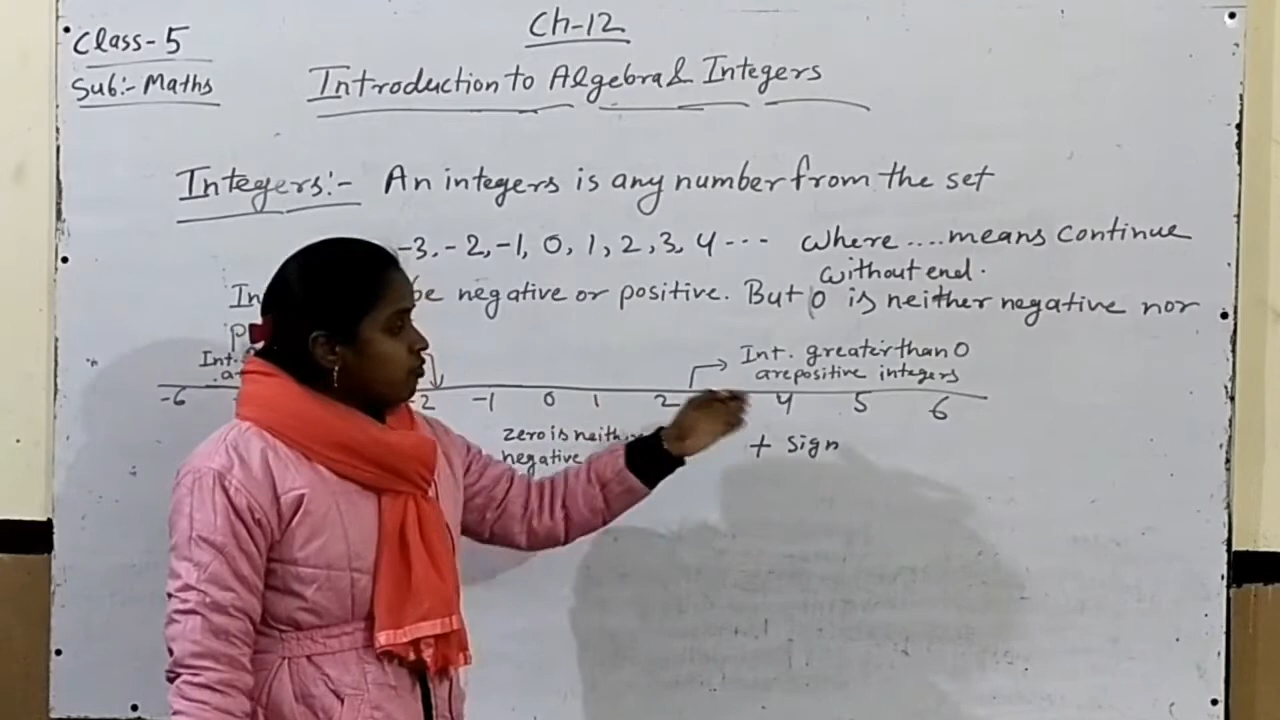 Ch-12
Class-5
Sub:- Maths
Introduction to Algebra & Integers
Integers:- An integers is any number from the set
-3, -2, -1, 0, 1, 2, 3, 4 --- where .... means continue
without end.
be negative or positive. But 0 is neither negative nor
Int. greater than 0
are positive integers
-6 -2 -1 0 1 2 4 5 6
zero is
negative
+ Sign